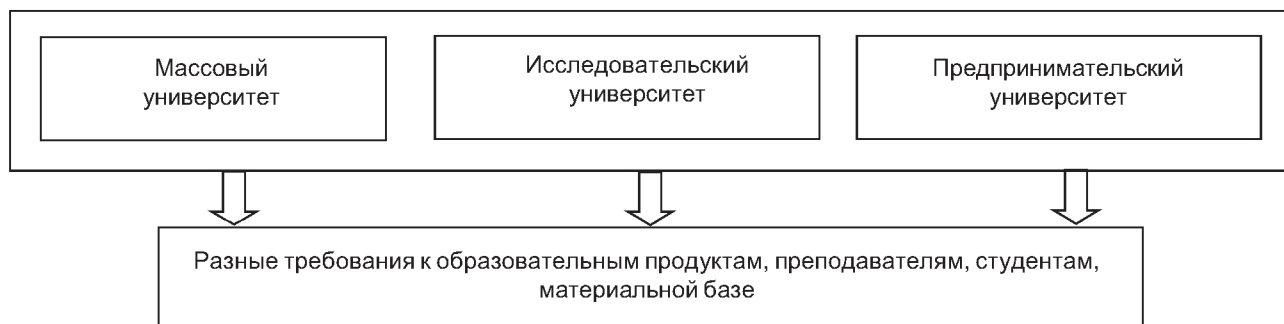 Массовый
университет
Исследовательский
университет
Предпринимательский
университет
Разные требования к образовательным продуктам, преподавателям, студентам,
материальной базе